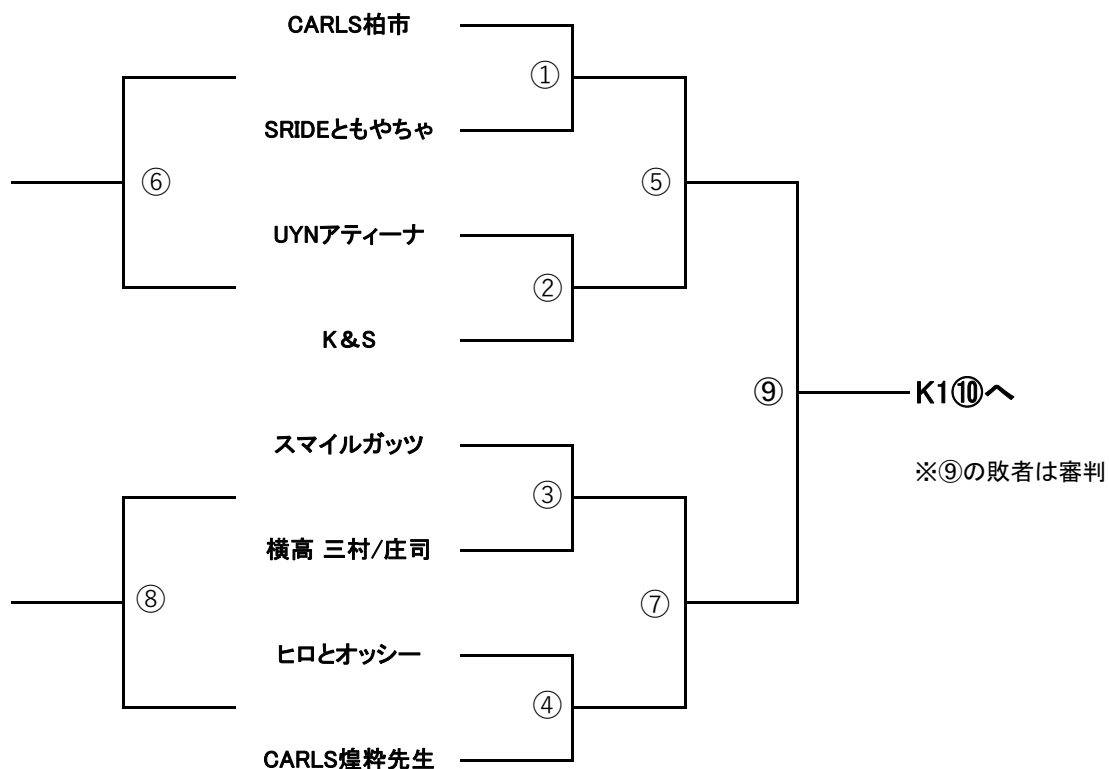 CARLS柏市
①
SRIDEともやちゃ
⑥
⑤
UYNアティーナ
②
K&S
⑨
K1⑩へ
スマイルガッツ
※⑨の敗者は審判
③
横高 三村/庄司
⑧
⑦
ヒロとオッシー
④
CARLS煌粋先生